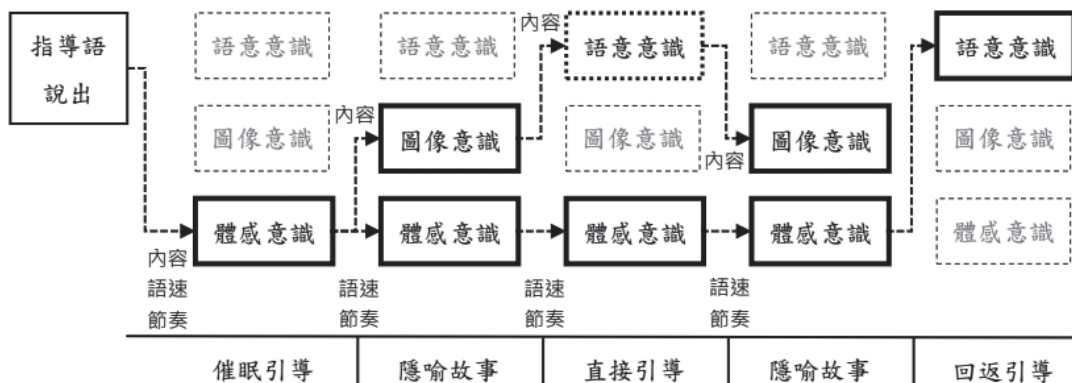 指導語
說出
語意意識
語意意識
內容
語意意識
語意意識
語意意識
圖像意識
內容
圖像意識
圖像意識
內容
圖像意識
圖像意識
體感意識
體感意識
體感意識
體感意識
體感意識
內容
語速
節奏
語速
節奏
語速
節奏
語速
節奏
催眠引導
隱喻故事
直接引導
隱喻故事
回返引導